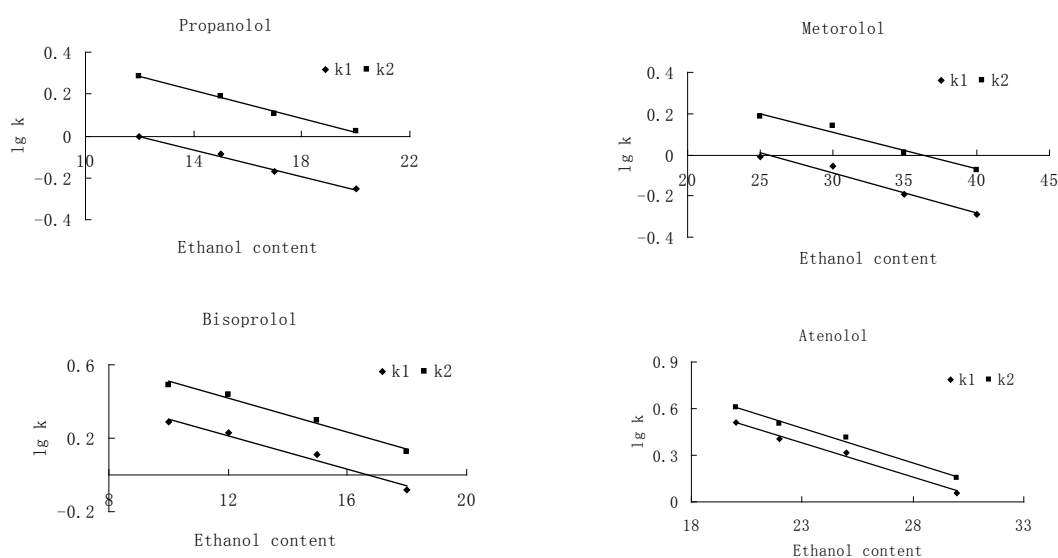 Propanolol
0.4
k1 k2
0.2
0
10 14 18 22
-0.2
-0.4
lg k
Ethanol content
Metorolol
0.4
k1 k2
0.2
0
20 25 30 35 40 45
-0.2
-0.4
lg k
Ethanol content
Bisoprolol
0.6
k1 k2
0.2
8 12 16 20
-0.2
lg k
Ethanol content
Atenolol
0.9
k1 k2
0.6
0.3
0
18 23 28 33
lg k
Ethanol content